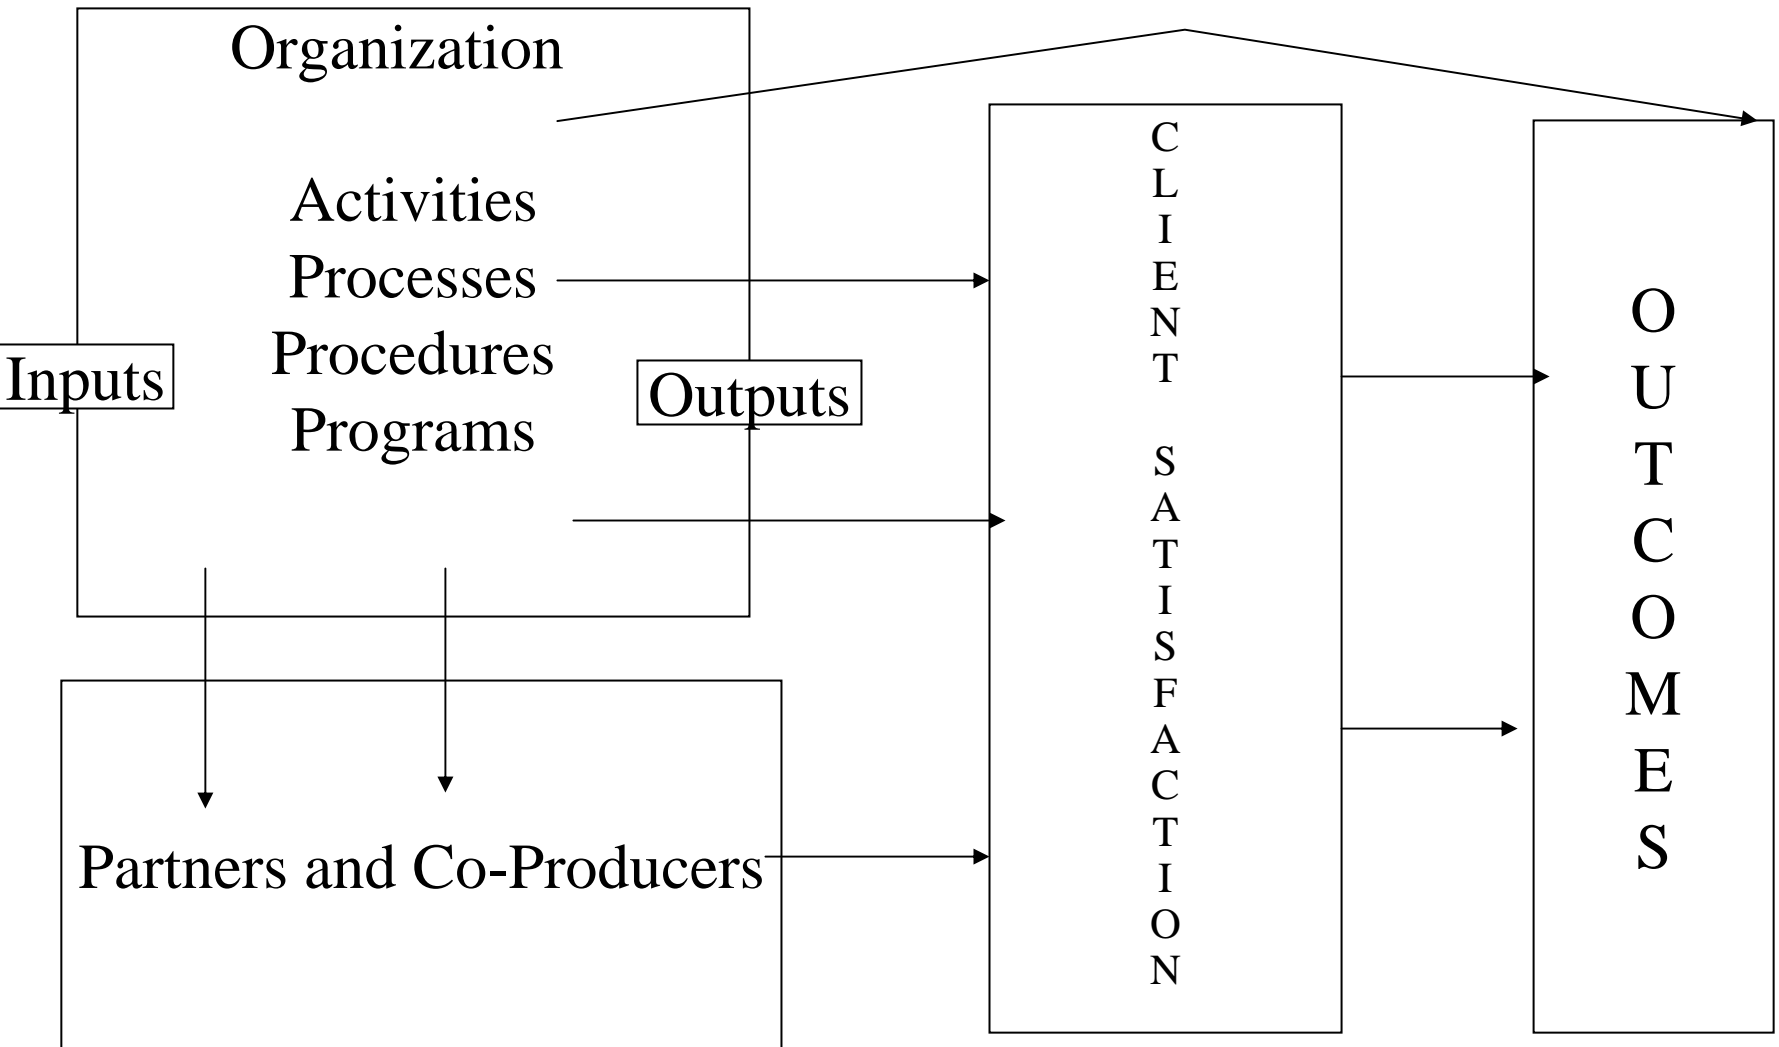 Organization
Activities
Processes
Procedures
Programs
Inputs
Outputs
Partners and Co-Producers
C
L
I
E
N
T
S
A
T
I
S
F
A
C
T
I
O
N
O
U
T
C
O
M
E
S